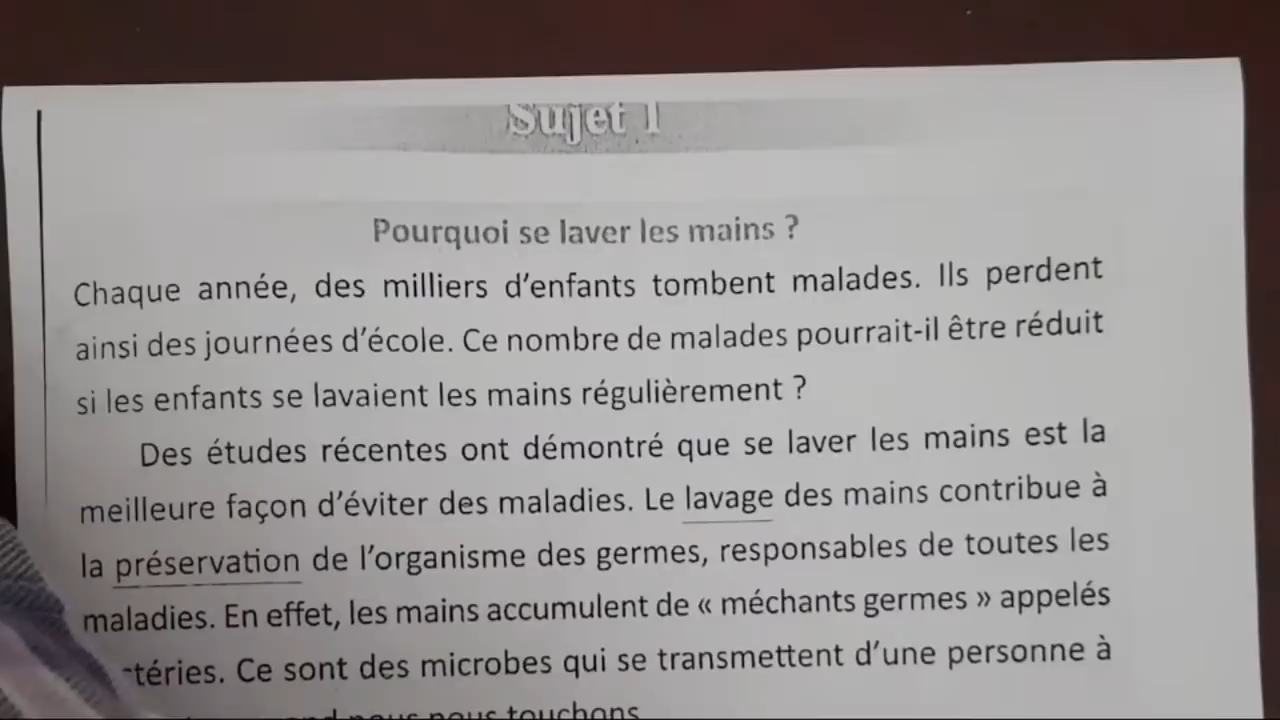 Sujet 1
Pourquoi se laver les mains ?
Chaque année, des milliers d'enfants tombent malades. Ils perdent
ainsi des journées d'école. Ce nombre de malades pourrait-il être réduit
si les enfants se lavaient les mains régulièrement ?
Des études récentes ont démontré que se laver les mains est la
meilleure façon d'éviter des maladies. Le lavage des mains contribue à
la préservation de l'organisme des germes, responsables de toutes les
maladies. En effet, les mains accumulent de « méchants germes » appelés
téries. Ce sont des microbes qui se transmettent d'une personne à
nous nous touchons